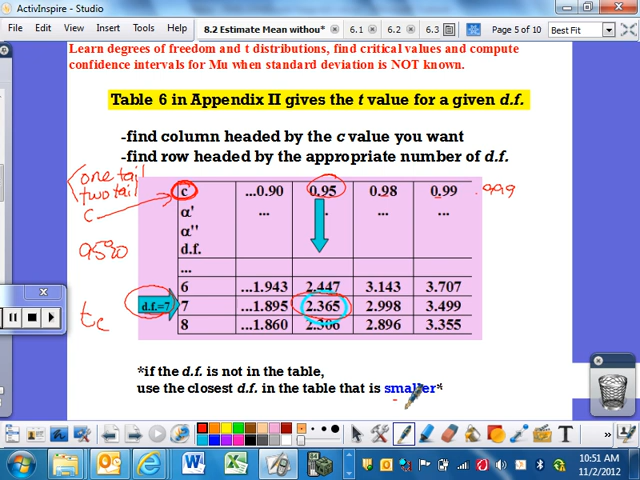 ActivInspire - Studio
File Edit View Insert Tools Help
8.2 Estimate Mean withou* 6.1 6.2 6.3 Page 5 of 10 Best Fit
Learn degrees of freedom and t distributions, find critical values and compute
confidence intervals for Mu when standard deviation is NOT known.
Table 6 in Appendix II gives the t value for a given d.f.
-find column headed by the c value you want
-find row headed by the appropriate number of d.f.
one tail
two tail
c
95%
tc
c ...0.90 0.95 0.98 0.99 .999
α' ... . ... ...
α''
d.f.
...
6 ...1.943 2.447 3.143 3.707
d.f.=7 7 ...1.895 2.365 2.998 3.499
8 ...1.860 2.306 2.896 3.355
*if the d.f. is not in the table,
use the closest d.f. in the table that is smaller*
10:51 AM
11/2/2012